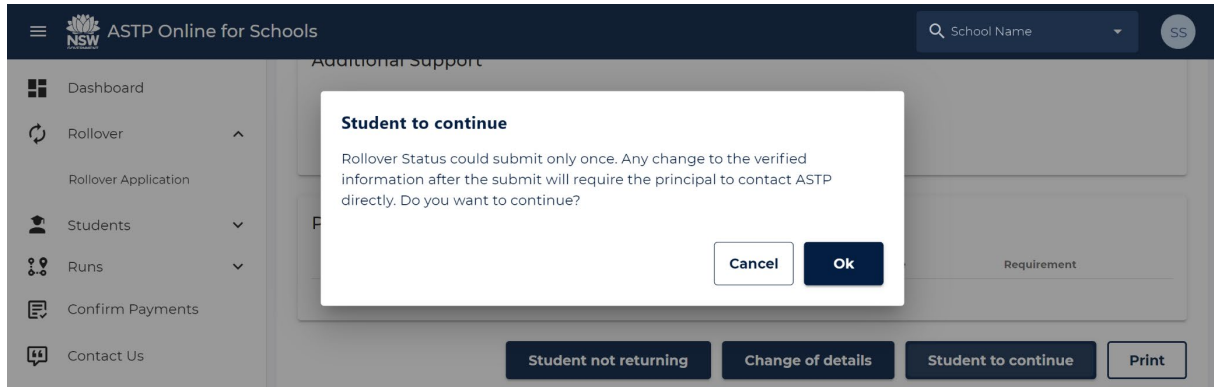 NSW
ASTP Online for Schools
School Name
SS
Dashboard
Rollover
Rollover Application
Students
Runs
Confirm Payments
Contact Us
Additional Support
Student to continue
Rollover Status could submit only once. Any change to the verified
information after the submit will require the principal to contact ASTP
directly. Do you want to continue?
Cancel
Ok
P
Requirement
Student not returning
Change of details
Student to continue
Print